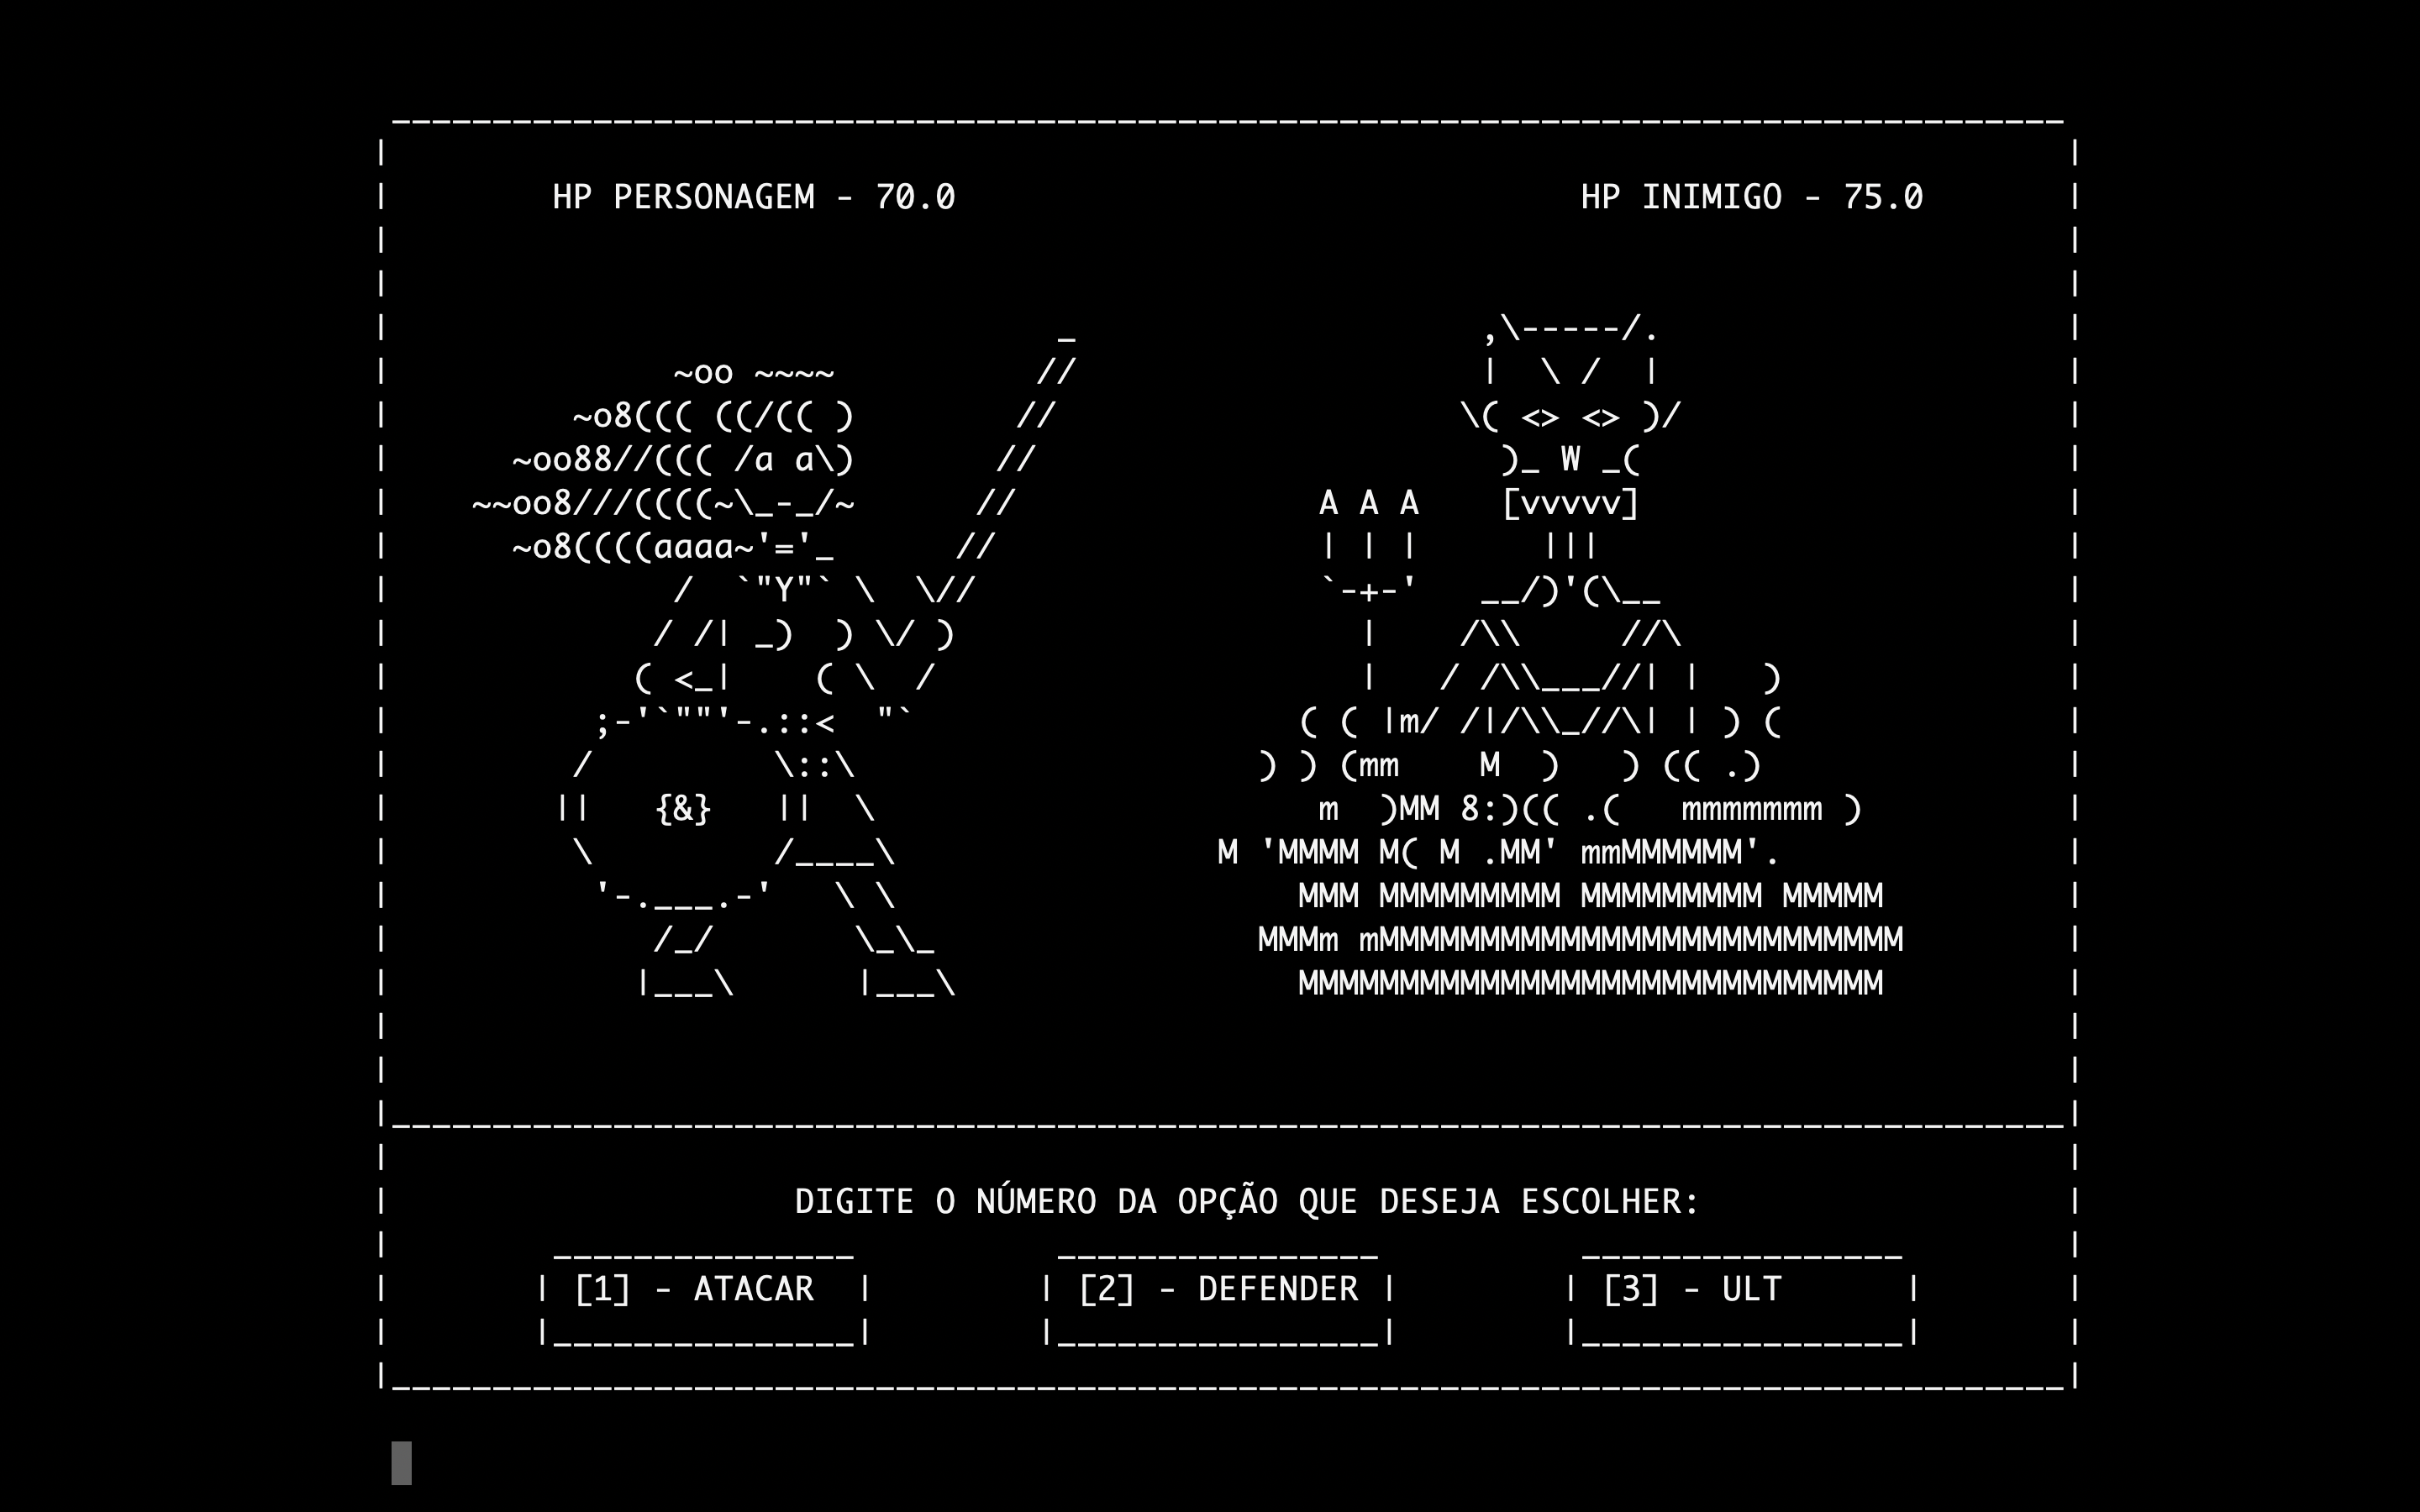 HP PERSONAGEM - 70.0 HP INIMIGO - 75.0
DIGITE O NÚMERO DA OPÇÃO QUE DESEJA ESCOLHER:
[1] - ATACAR [2] - DEFENDER [3] - ULT